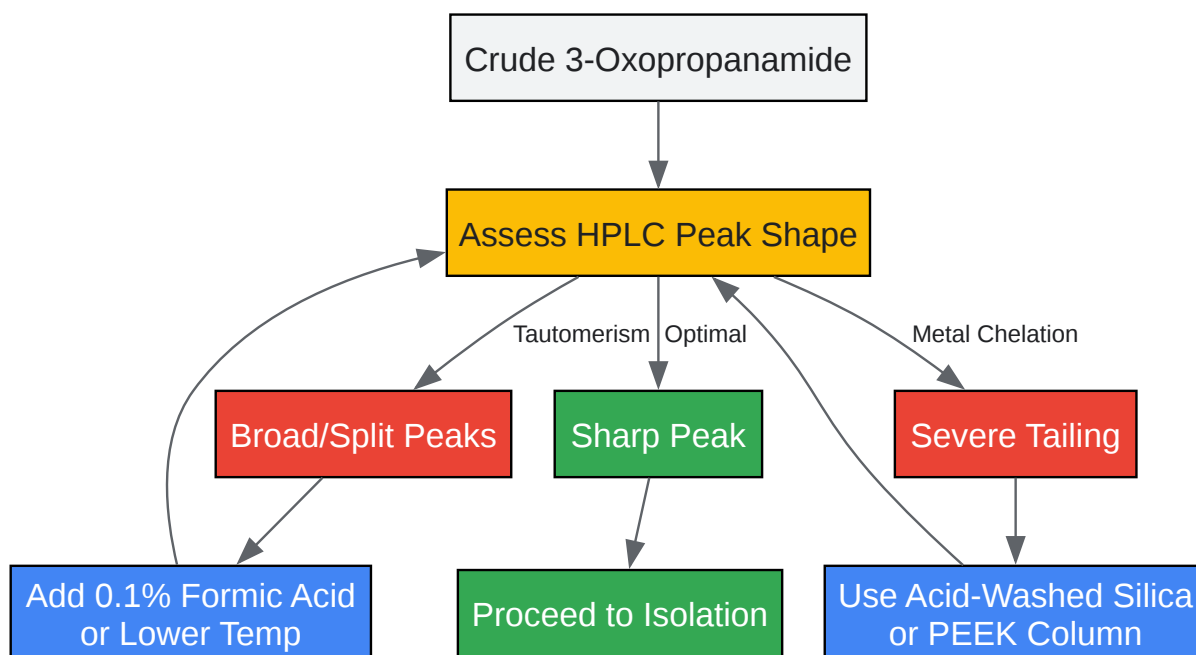 Crude 3-Oxopropanamide
Assess HPLC Peak Shape
Tautomerism
Optimal
Metal Chelation
Broad/Split Peaks
Sharp Peak
Severe Tailing
Add 0.1% Formic Acid
or Lower Temp
Proceed to Isolation
Use Acid-Washed Silica
or PEEK Column